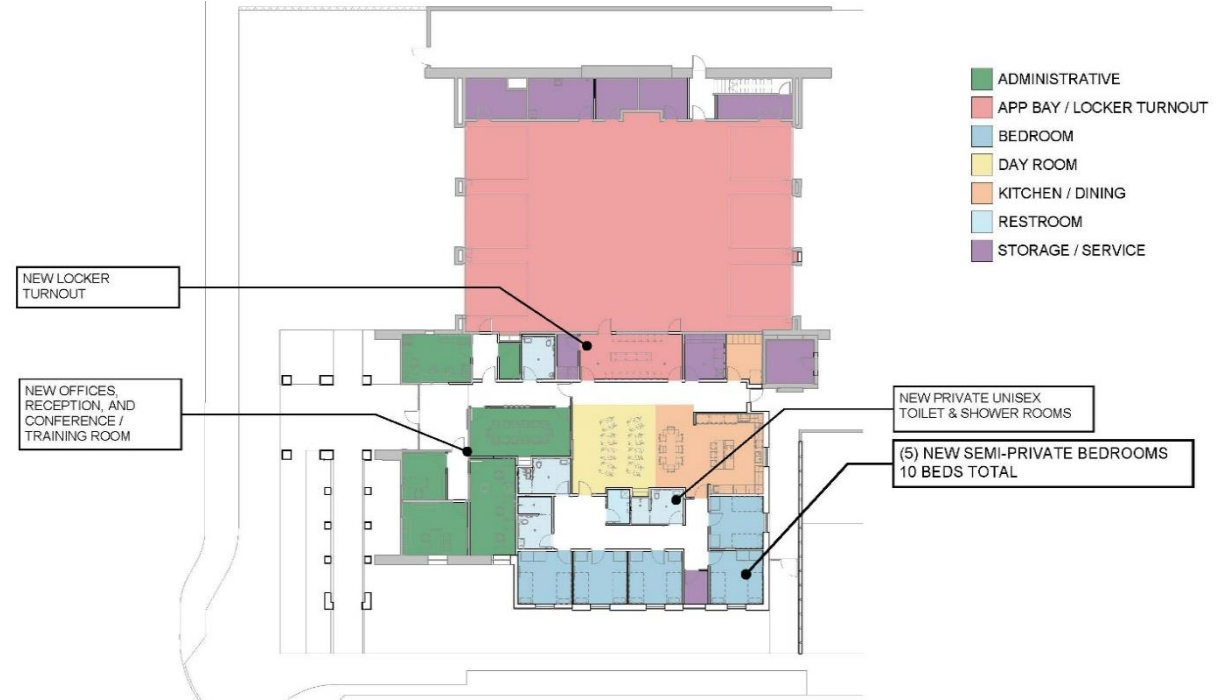 ADMINISTRATIVE
APP BAY / LOCKER TURNOUT
BEDROOM
DAY ROOM
KITCHEN / DINING
RESTROOM
STORAGE / SERVICE
NEW LOCKER
TURNOUT
NEW OFFICES,
RECEPTION, AND
CONFERENCE /
TRAINING ROOM
NEW PRIVATE UNISEX
TOILET & SHOWER ROOMS
(5) NEW SEMI-PRIVATE BEDROOMS
10 BEDS TOTAL